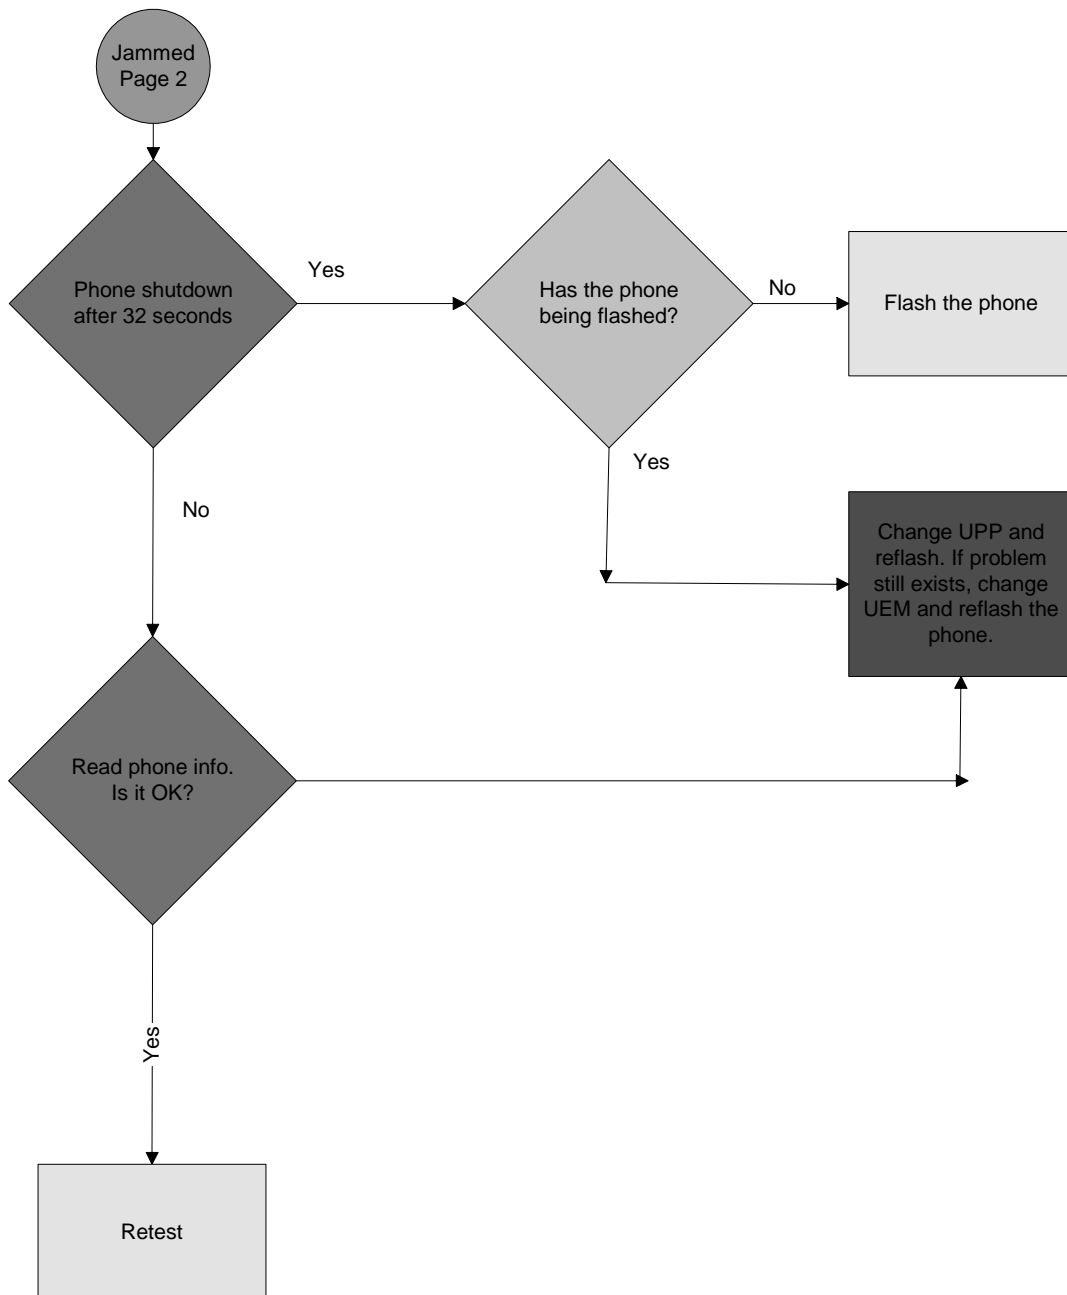 Jammed
Page 2
Phone shutdown
after 32 seconds
Yes
Has the phone
being flashed?
No
Flash the phone
Yes
No
Change UPP and
reflash. If problem
still exists, change
UEM and reflash the
phone.
Read phone info.
Is it OK?
Yes
Retest